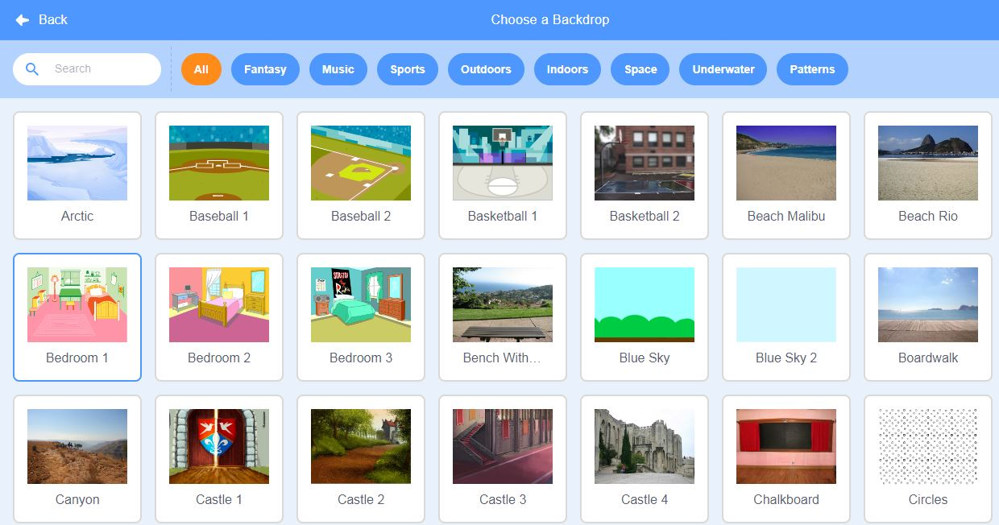 Back
Choose a Backdrop
Search
All
Fantasy
Music
Sports
Outdoors
Indoors
Space
Underwater
Patterns
Arctic
Baseball 1
Baseball 2
Basketball 1
Basketball 2
Beach Malibu
Beach Rio
Bedroom 1
Bedroom 2
Bedroom 3
Bench With...
Blue Sky
Blue Sky 2
Boardwalk
Canyon
Castle 1
Castle 2
Castle 3
Castle 4
Chalkboard
Circles